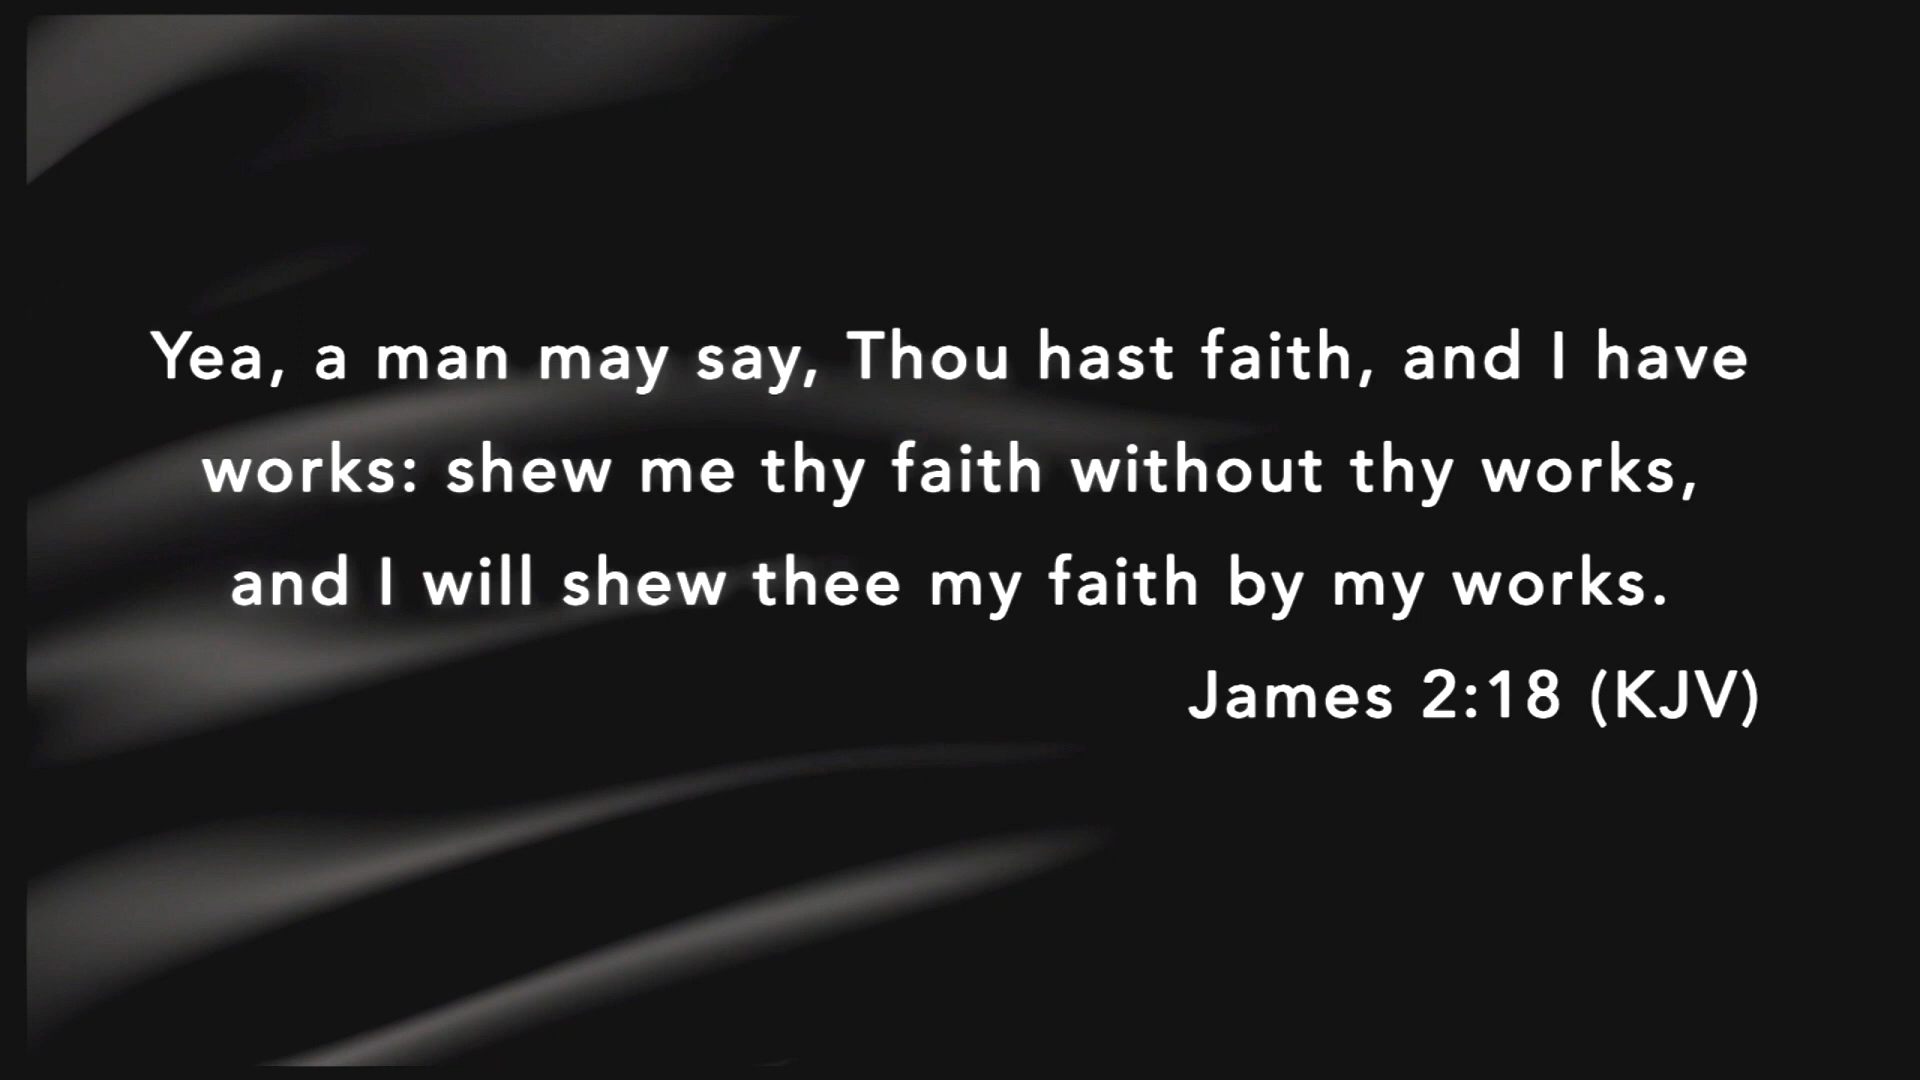 Yea, a man may say, Thou hast faith, and I have
works: shew me thy faith without thy works,
and I will shew thee my faith by my works.
James 2:18 (KJV)